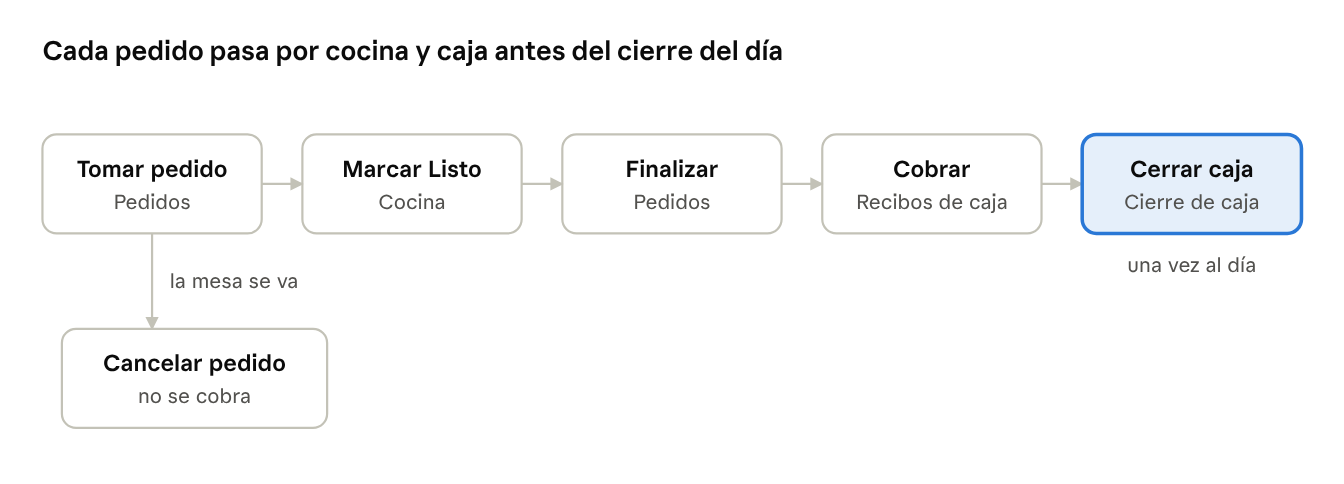 Cada pedido pasa por cocina y caja antes del cierre del día
Tomar pedido
Pedidos
Marcar Listo
Cocina
Finalizar
Pedidos
Cobrar
Recibos de caja
Cerrar caja
Cierre de caja
una vez al día
la mesa se va
Cancelar pedido
no se cobra